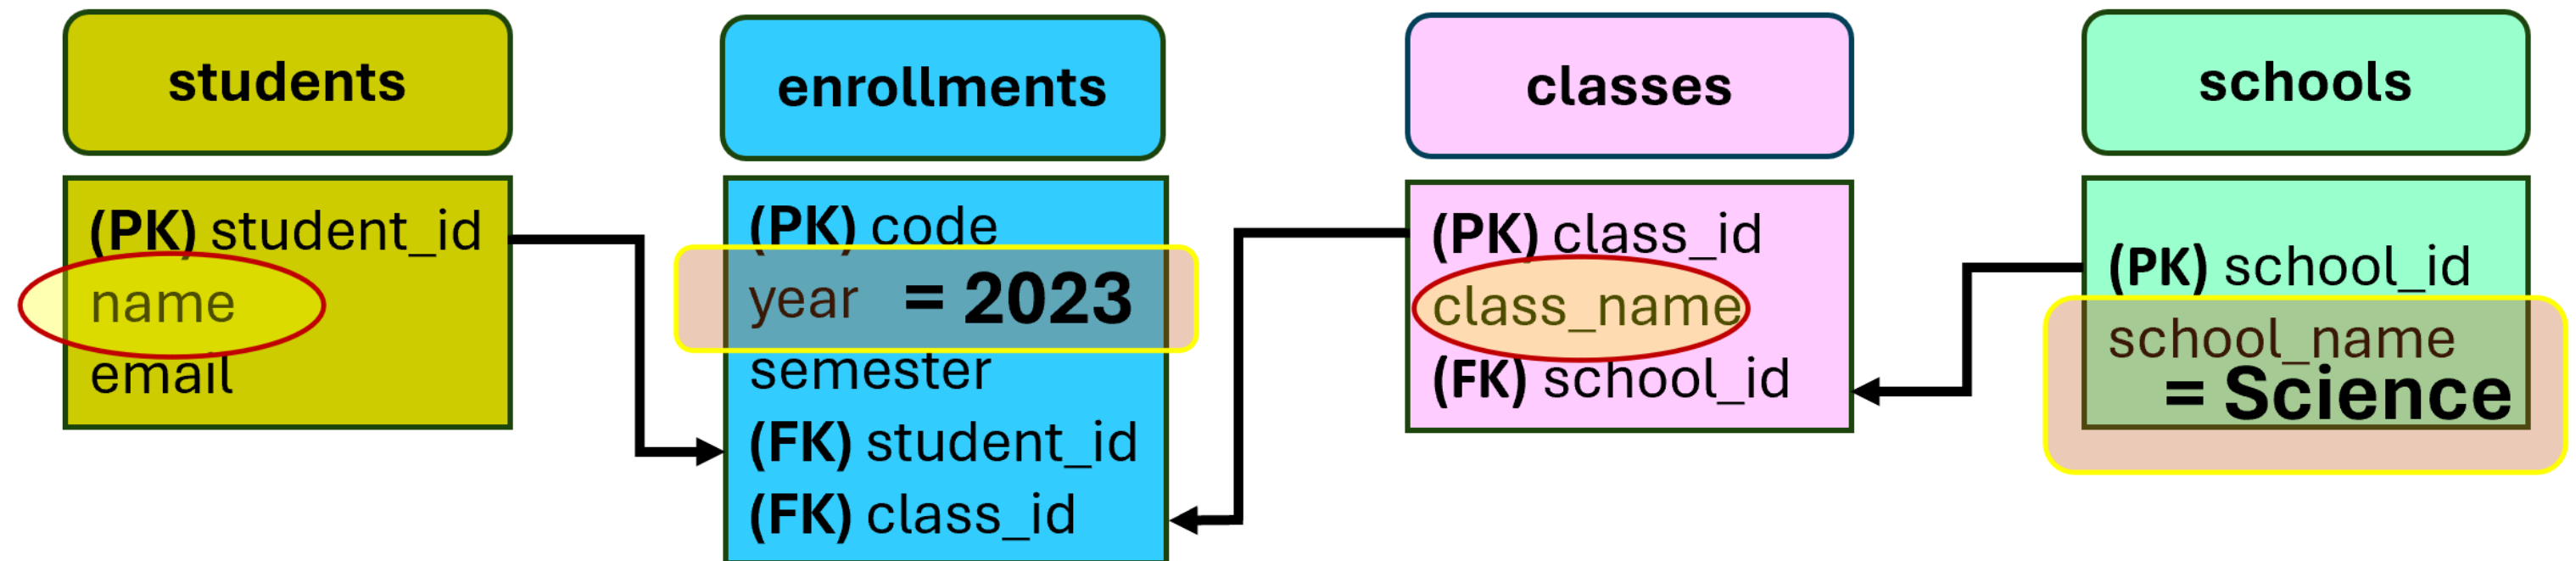 students
(PK) student_id
name
email
enrollments
(PK) code
year = 2023
semester
(FK) student_id
(FK) class_id
classes
(PK) class_id
class_name
(FK) school_id
schools
(PK) school_id
school_name
= Science